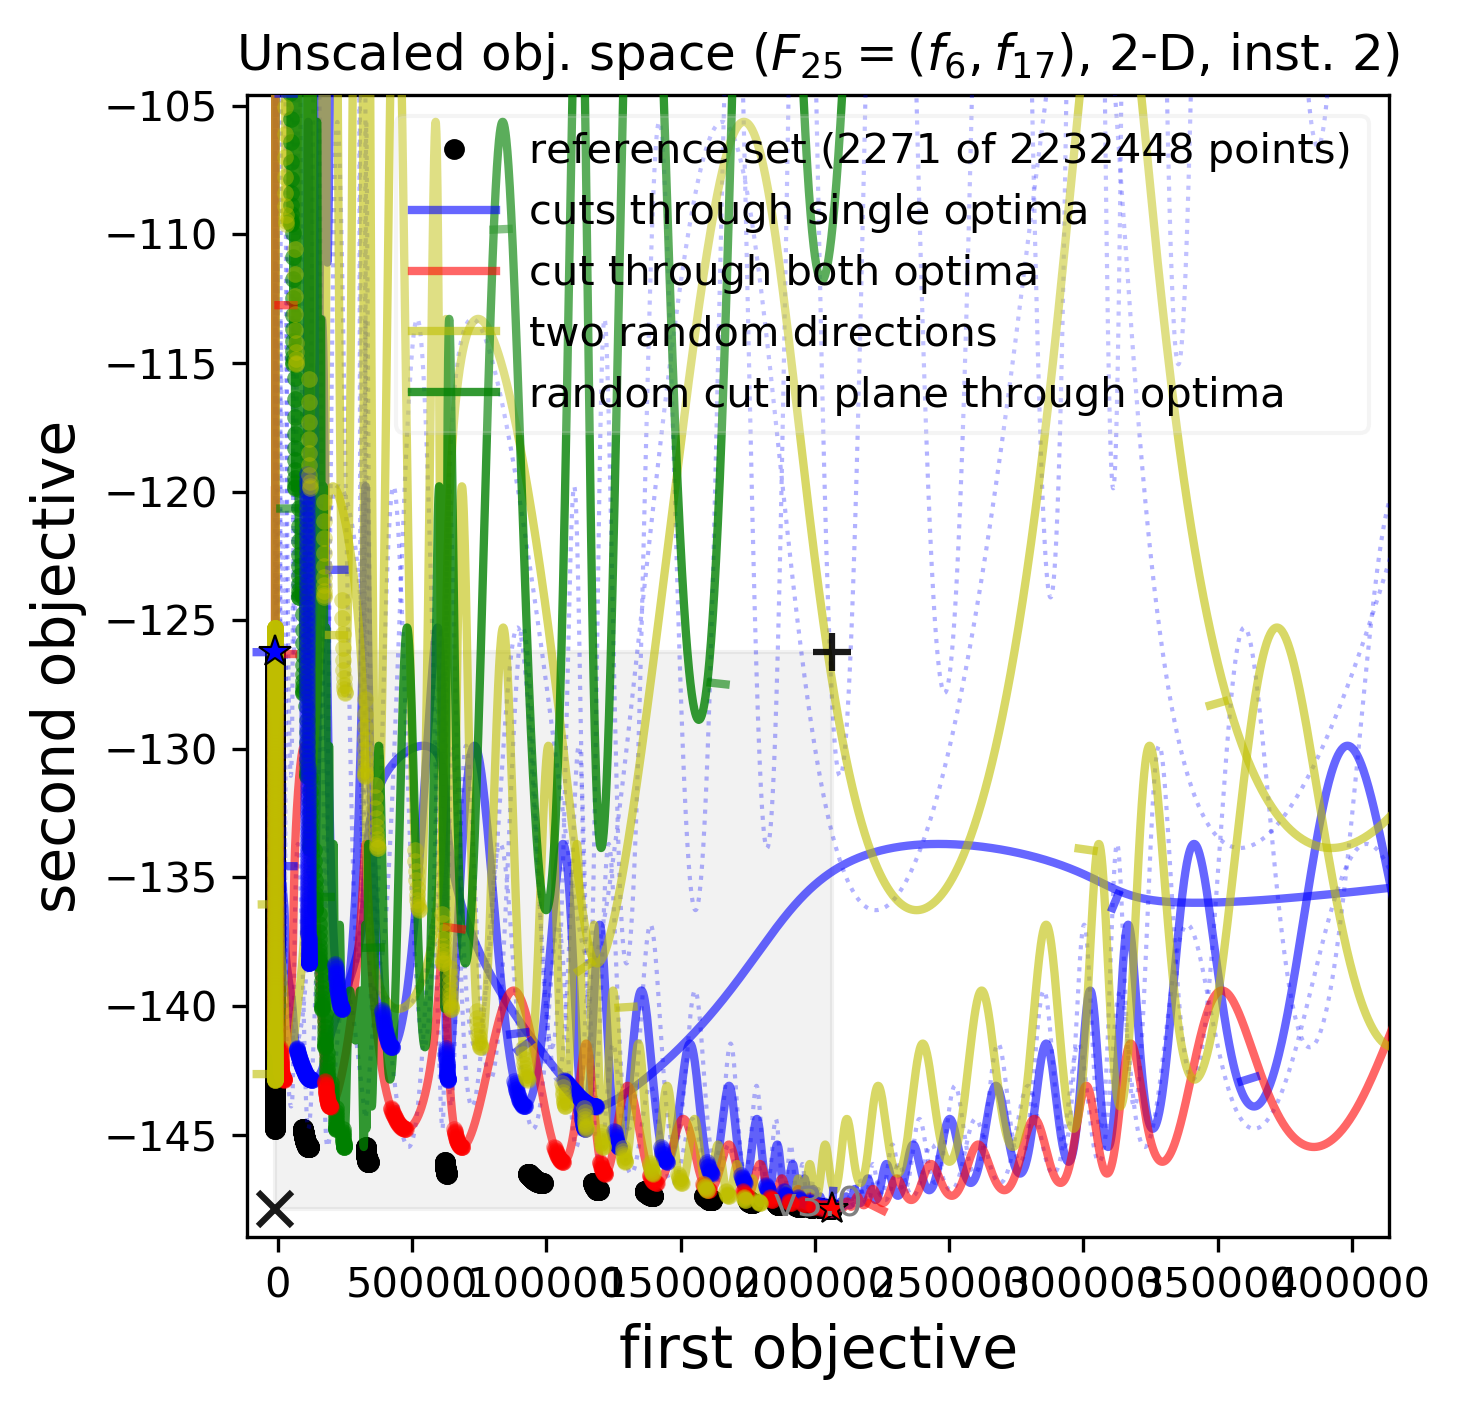 Unscaled obj. space (F₂₅ = (f₆, f₁₇), 2-D, inst. 2)
−105
−110
−115
−120
−125
−130
−135
−140
−145
second objective
reference set (2271 of 2232448 points)
cuts through single optima
cut through both optima
two random directions
random cut in plane through optima
0 50000 100000 150000 200000 250000 300000 350000 400000
first objective